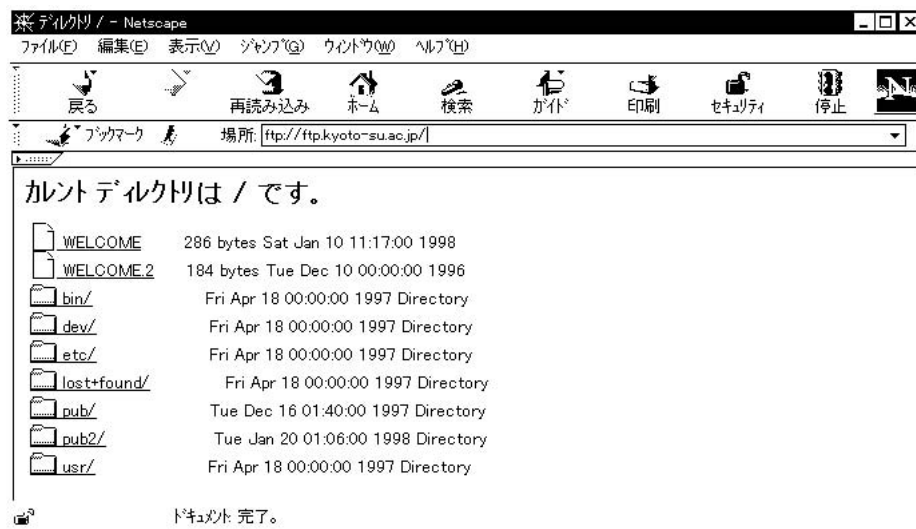 ディレクトリ / - Netscape
ファイル(F) 編集(E) 表示(V) ジャンプ(G) ウィンドウ(W) ヘルプ(H)
戻る 再読み込み ホーム 検索 ガイド 印刷 セキュリティ 停止 N
ブックマーク 場所: ftp://ftp.kyoto-su.ac.jp/
カレント ディレクトリは / です。
WELCOME 286 bytes Sat Jan 10 11:17:00 1998
WELCOME.2 184 bytes Tue Dec 10 00:00:00 1996
bin/ Fri Apr 18 00:00:00 1997 Directory
dev/ Fri Apr 18 00:00:00 1997 Directory
etc/ Fri Apr 18 00:00:00 1997 Directory
lost+found/ Fri Apr 18 00:00:00 1997 Directory
pub/ Tue Dec 16 01:40:00 1997 Directory
pub2/ Tue Jan 20 01:06:00 1998 Directory
usr/ Fri Apr 18 00:00:00 1997 Directory
ドキュメント: 完了。